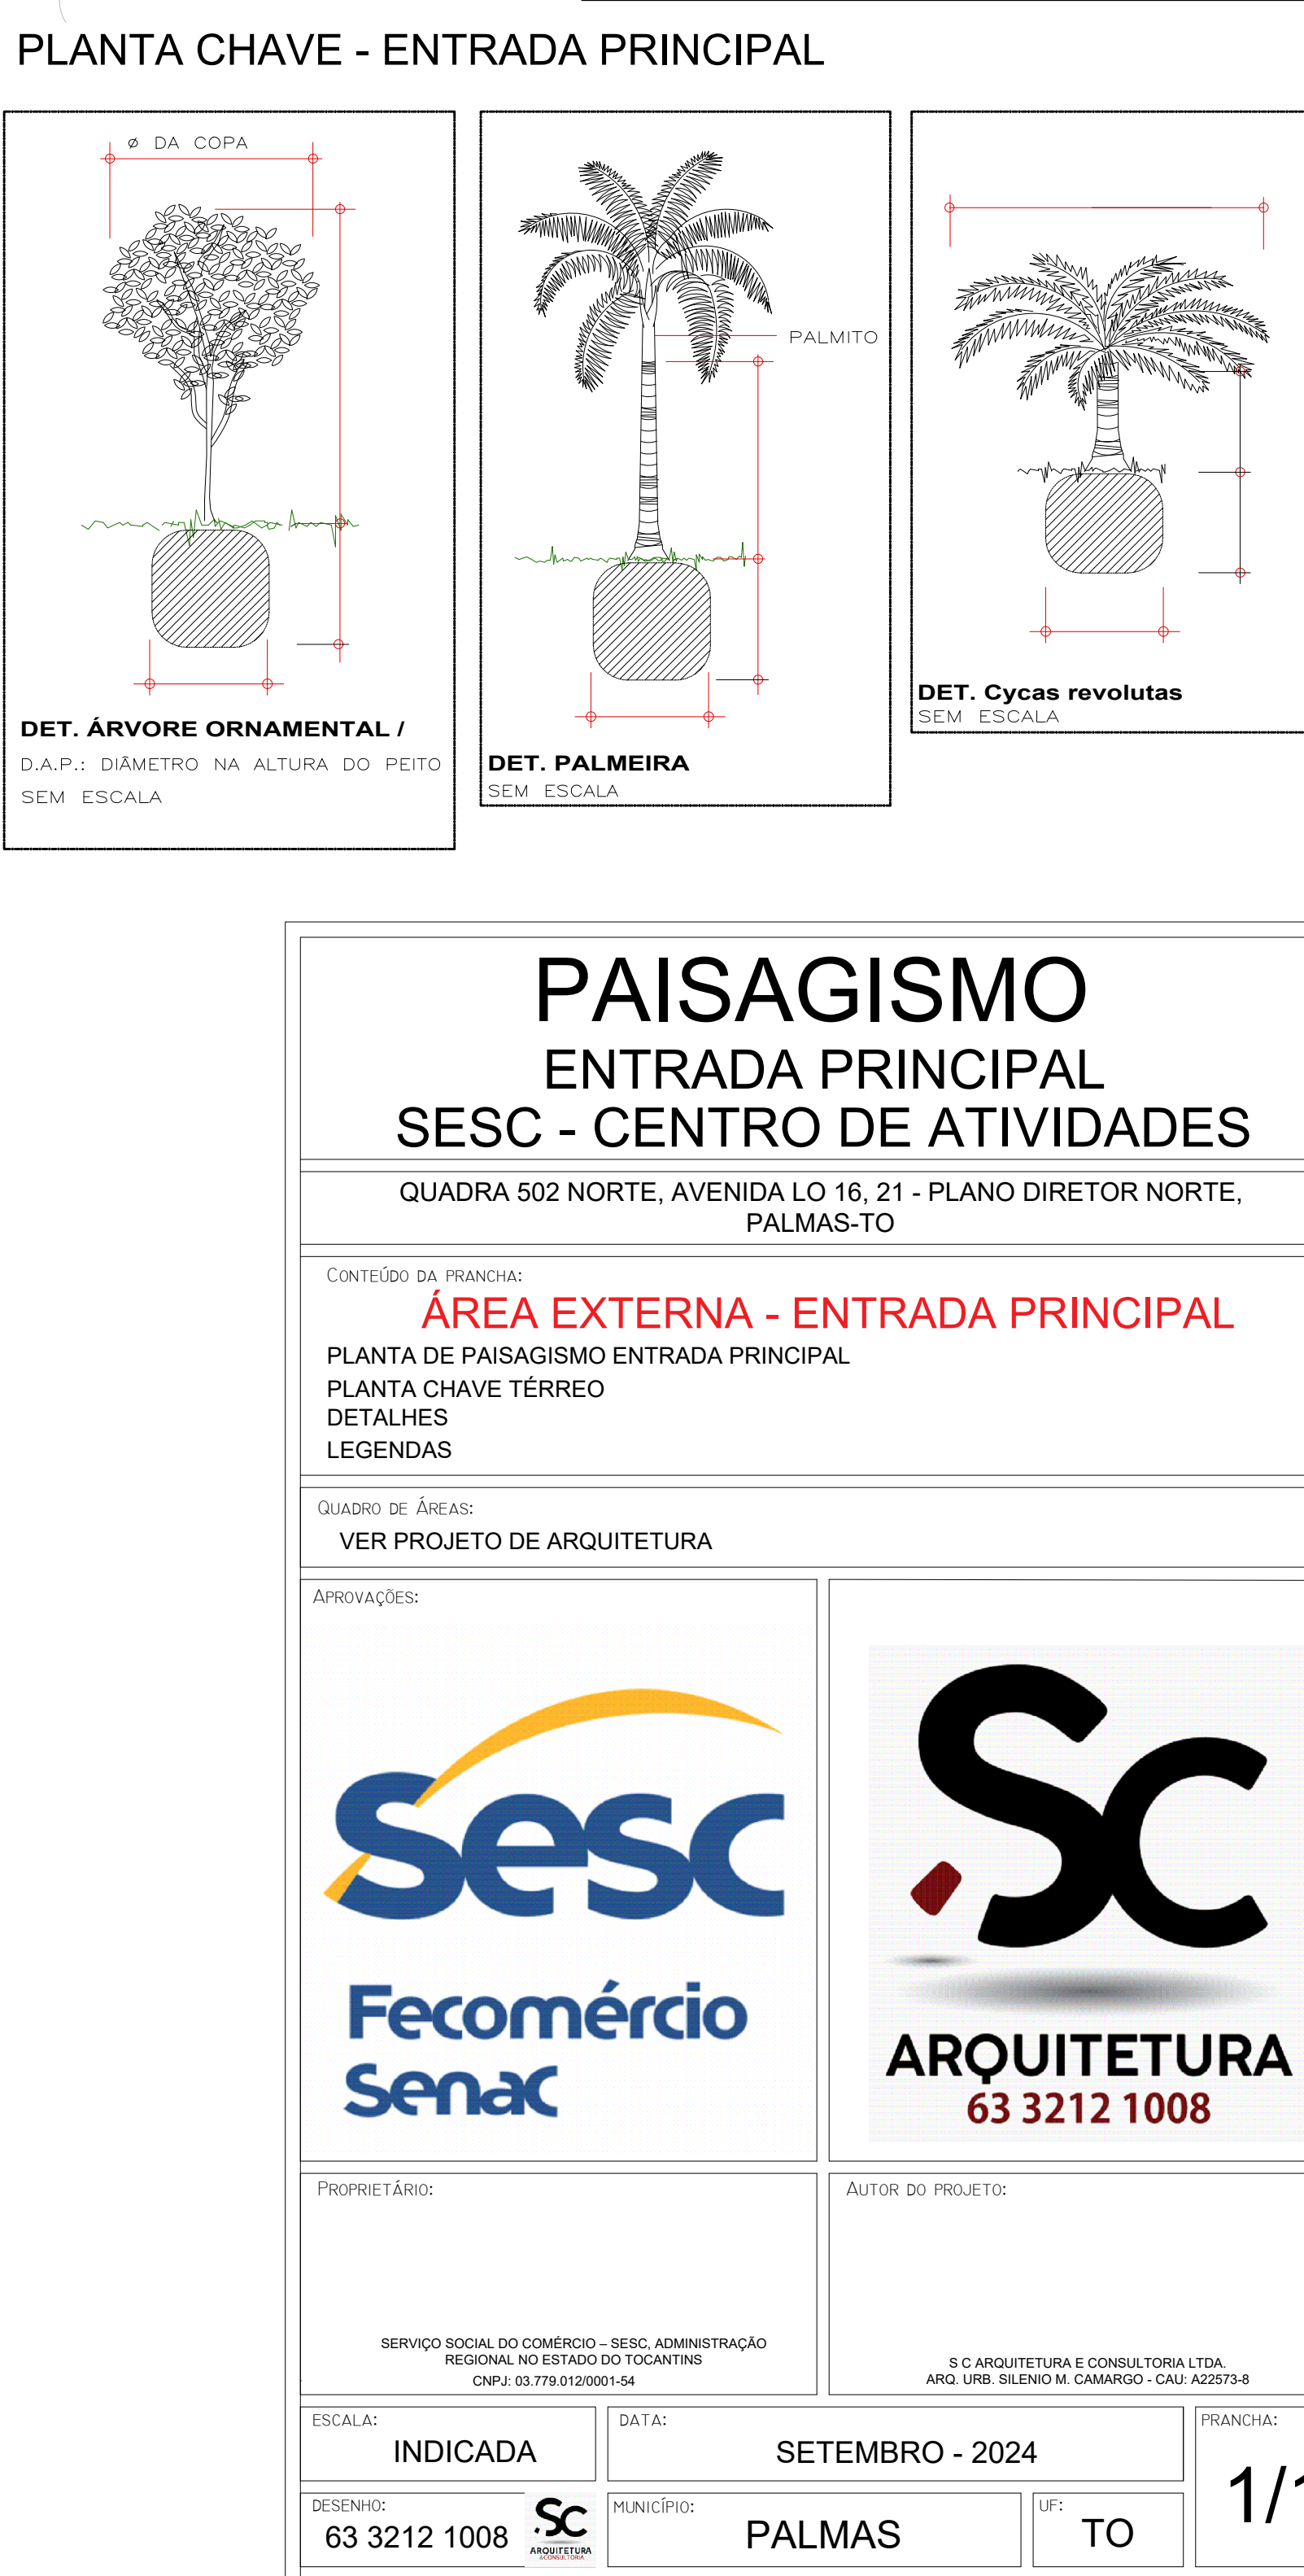 PLANTA CHAVE - ENTRADA PRINCIPAL
ø DA COPA
DET. ÁRVORE ORNAMENTAL /
D.A.P.: DIÂMETRO NA ALTURA DO PEITO
SEM ESCALA
PALMITO
DET. PALMEIRA
SEM ESCALA
DET. Cycas revolutas
SEM ESCALA
PAISAGISMO
ENTRADA PRINCIPAL
SESC - CENTRO DE ATIVIDADES
QUADRA 502 NORTE, AVENIDA LO 16, 21 - PLANO DIRETOR NORTE,
PALMAS-TO
CONTEÚDO DA PRANCHA:
ÁREA EXTERNA - ENTRADA PRINCIPAL
PLANTA DE PAISAGISMO ENTRADA PRINCIPAL
PLANTA CHAVE TÉRREO
DETALHES
LEGENDAS
QUADRO DE ÁREAS:
VER PROJETO DE ARQUITETURA
APROVAÇÕES:
Sesc
Fecomércio
Senac
SC
ARQUITETURA
63 3212 1008
PROPRIETÁRIO:
SERVIÇO SOCIAL DO COMÉRCIO – SESC, ADMINISTRAÇÃO
REGIONAL NO ESTADO DO TOCANTINS
CNPJ: 03.779.012/0001-54
AUTOR DO PROJETO:
S C ARQUITETURA E CONSULTORIA LTDA.
ARQ. URB. SILENIO M. CAMARGO - CAU: A22573-8
ESCALA:
INDICADA
DATA:
SETEMBRO - 2024
PRANCHA:
1/1
DESENHO:
63 3212 1008
SC
ARQUITETURA
&CONSULTORIA
MUNICÍPIO:
PALMAS
UF:
TO